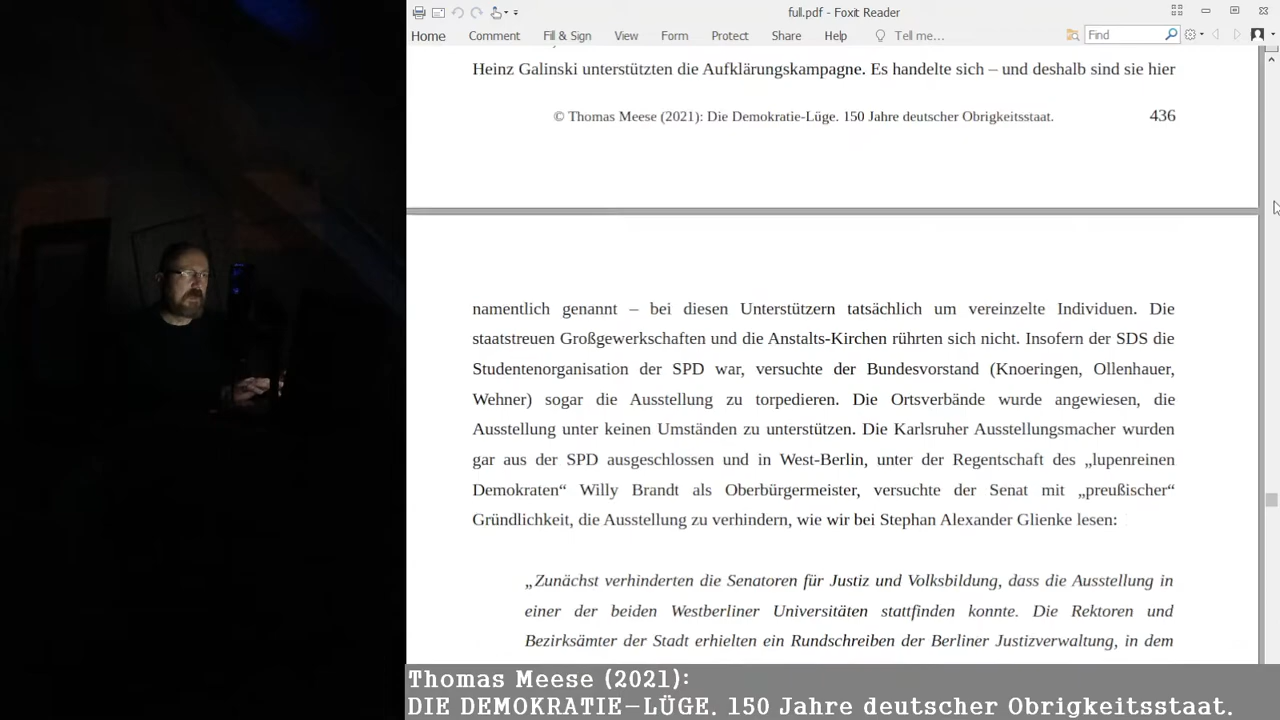 full.pdf - Foxit Reader
Home Comment Fill & Sign View Form Protect Share Help Tell me... Find
Heinz Galinski unterstützten die Aufklärungskampagne. Es handelte sich – und deshalb sind sie hier
© Thomas Meese (2021): Die Demokratie-Lüge. 150 Jahre deutscher Obrigkeitsstaat. 436
namentlich genannt – bei diesen Unterstützern tatsächlich um vereinzelte Individuen. Die
staatstreuen Großgewerkschaften und die Anstalts-Kirchen rührten sich nicht. Insofern der SDS die
Studentenorganisation der SPD war, versuchte der Bundesvorstand (Knoeringen, Ollenhauer,
Wehner) sogar die Ausstellung zu torpedieren. Die Ortsverbände wurde angewiesen, die
Ausstellung unter keinen Umständen zu unterstützen. Die Karlsruher Ausstellungsmacher wurden
gar aus der SPD ausgeschlossen und in West-Berlin, unter der Regentschaft des „lupenreinen
Demokraten“ Willy Brandt als Oberbürgermeister, versuchte der Senat mit „preußischer“
Gründlichkeit, die Ausstellung zu verhindern, wie wir bei Stephan Alexander Glienke lesen:
„Zunächst verhinderten die Senatoren für Justiz und Volksbildung, dass die Ausstellung in
einer der beiden Westberliner Universitäten stattfinden konnte. Die Rektoren und
Bezirksämter der Stadt erhielten ein Rundschreiben der Berliner Justizverwaltung, in dem
Thomas Meese (2021):
DIE DEMOKRATIE-LÜGE. 150 Jahre deutscher Obrigkeitsstaat.